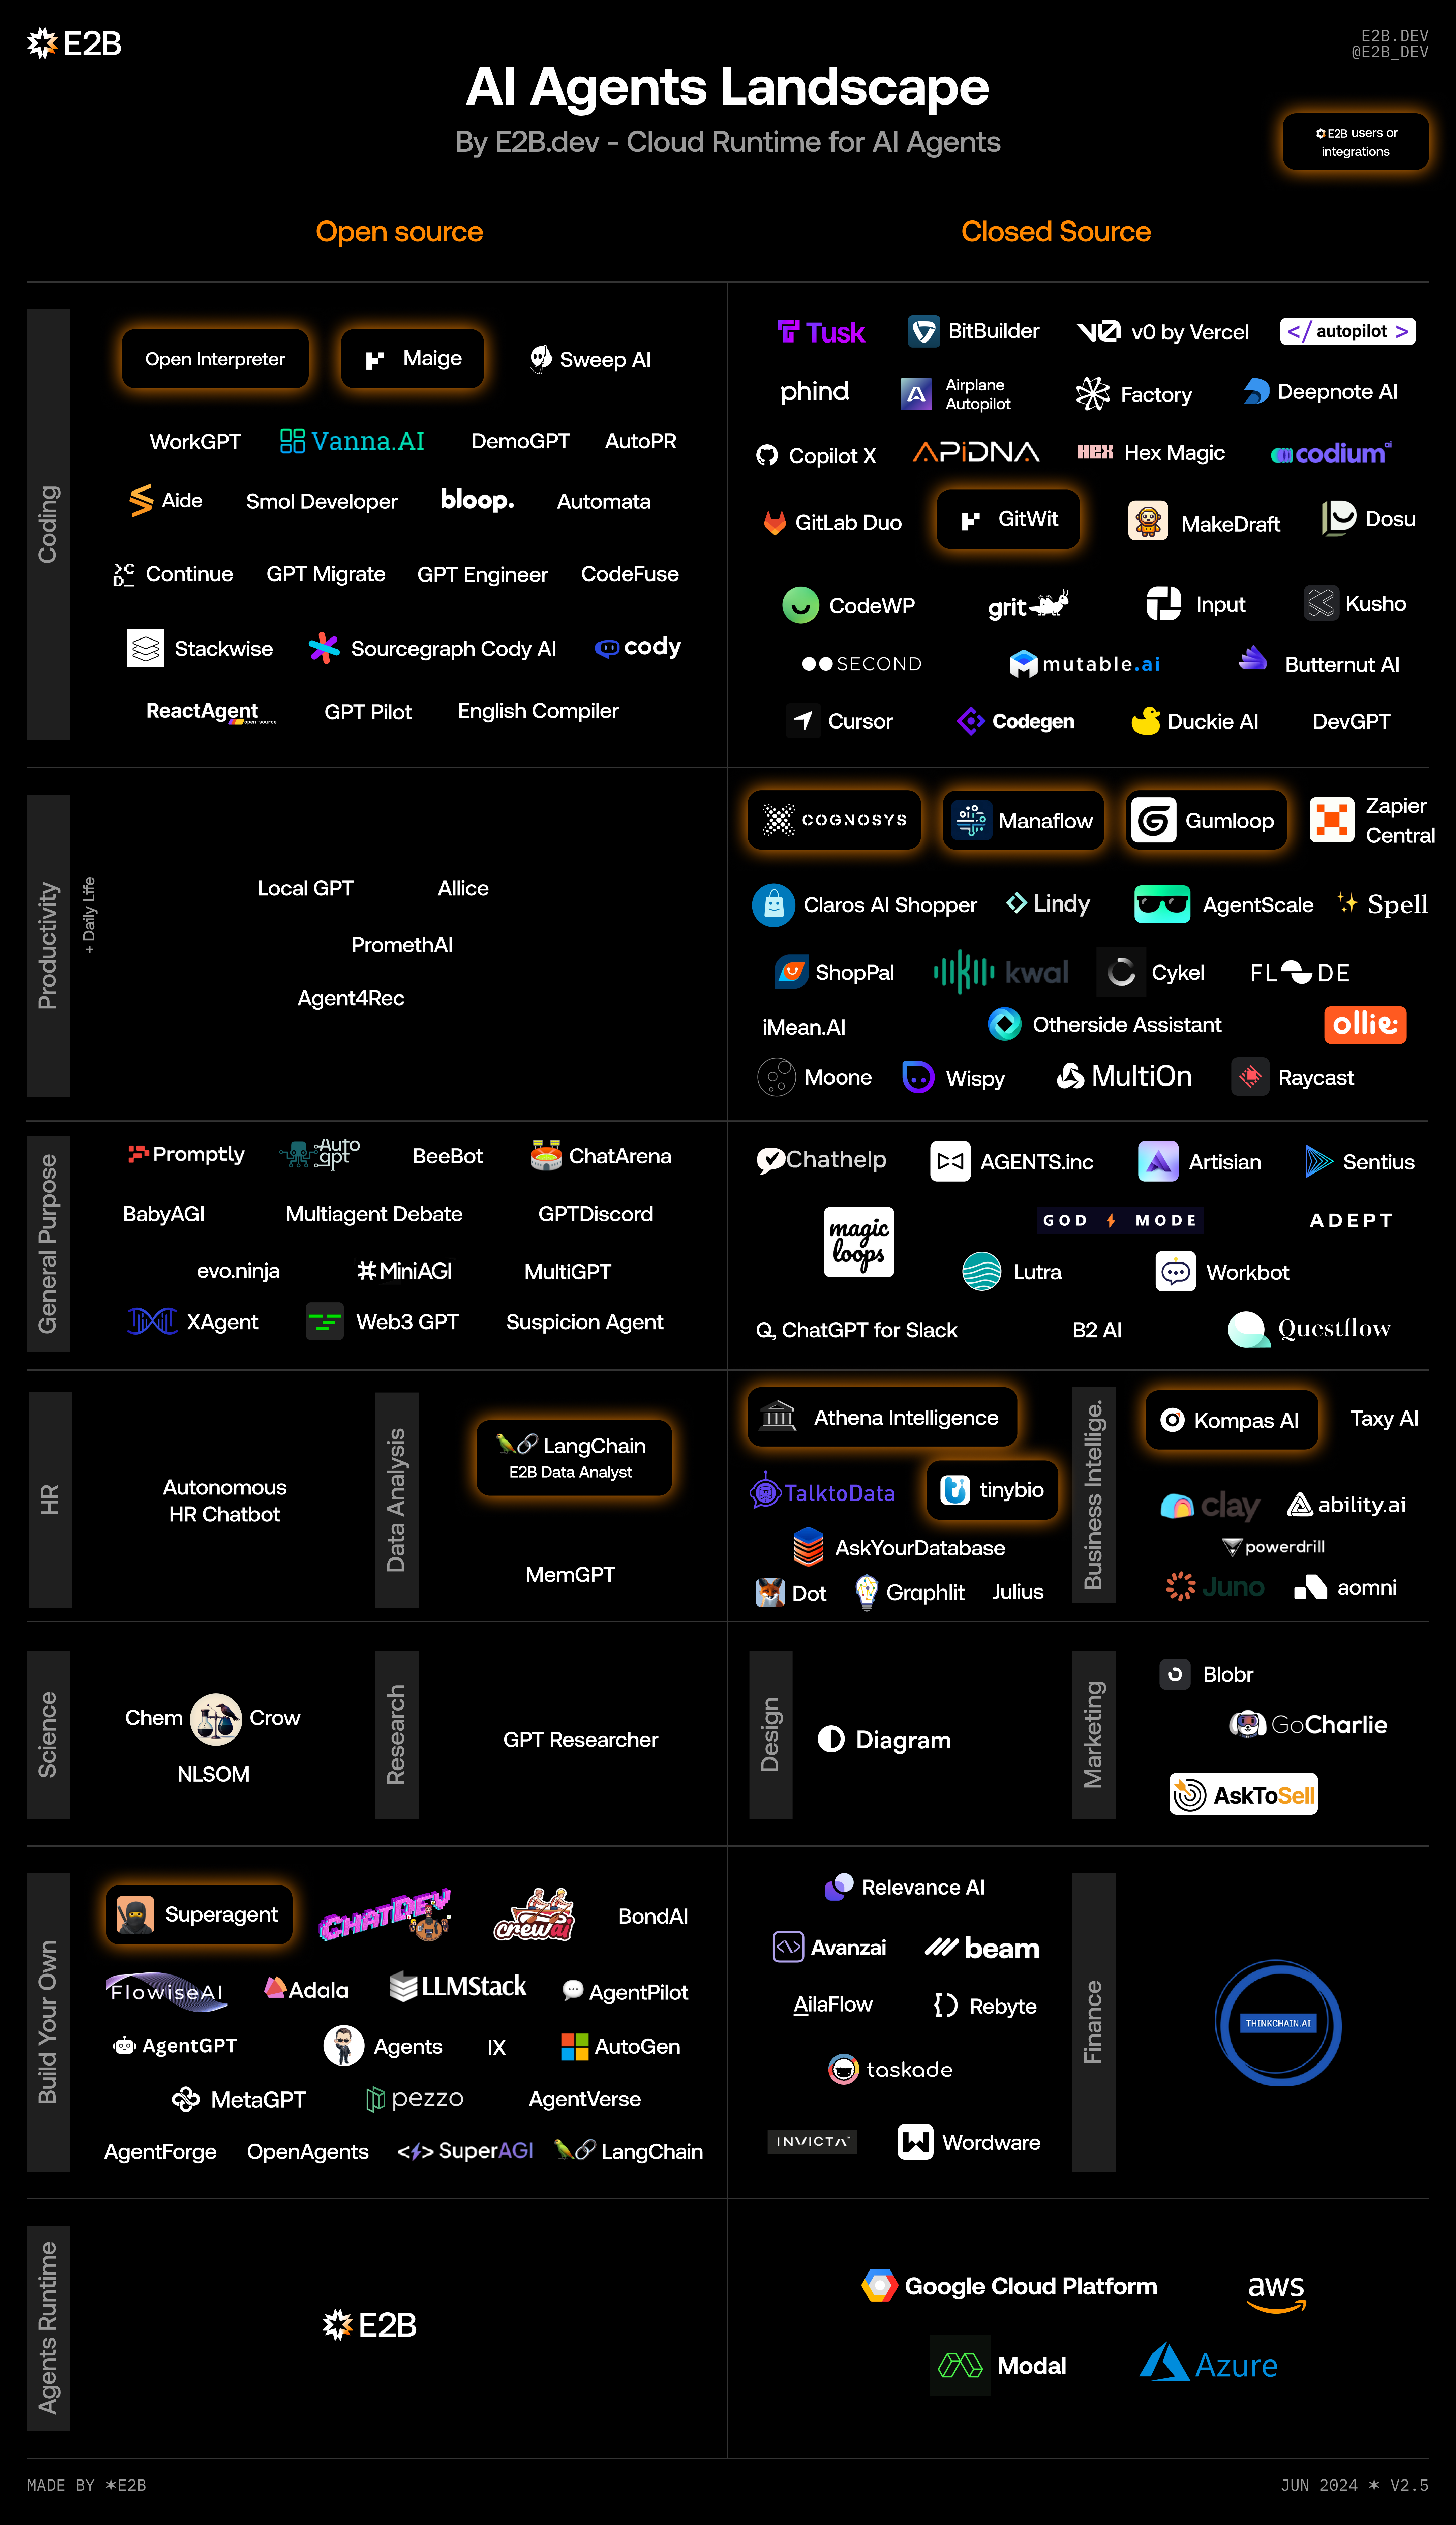 E2B
E2B.DEV
@E2B_DEV
AI Agents Landscape
By E2B.dev - Cloud Runtime for AI Agents
E2B users or
integrations
Open source
Closed Source
Coding
Open Interpreter
Maige
Sweep AI
WorkGPT
Vanna.AI
DemoGPT
AutoPR
Aide
Smol Developer
bloop.
Automata
>C
D_
Continue
GPT Migrate
GPT Engineer
CodeFuse
Stackwise
Sourcegraph Cody AI
cody
ReactAgent
open-source
GPT Pilot
English Compiler
Tusk
BitBuilder
v0 by Vercel
</ autopilot >
phind
Airplane
Autopilot
Factory
Deepnote AI
Copilot X
APiDNA
HEX
Hex Magic
codium ai
GitLab Duo
GitWit
MakeDraft
Dosu
CodeWP
grit
Input
Kusho
SECOND
mutable.ai
Butternut AI
Cursor
Codegen
Duckie AI
DevGPT
Productivity
+ Daily Life
Local GPT
Allice
PromethAI
Agent4Rec
COGNOSYS
Manaflow
Gumloop
Zapier
Central
Claros AI Shopper
Lindy
AgentScale
Spell
ShopPal
kwal
Cykel
FL DE
iMean.AI
Otherside Assistant
ollie:
Moone
Wispy
MultiOn
Raycast
General Purpose
Promptly
Auto
gpt
BeeBot
ChatArena
BabyAGI
Multiagent Debate
GPTDiscord
evo.ninja
MiniAGI
MultiGPT
XAgent
Web3 GPT
Suspicion Agent
Chathelp
AGENTS.inc
Artisian
Sentius
magic
loops
GOD MODE
ADEPT
Lutra
Workbot
Q, ChatGPT for Slack
B2 AI
Questflow
HR
Autonomous
HR Chatbot
Data Analysis
LangChain
E2B Data Analyst
MemGPT
Athena Intelligence
TalktoData
tinybio
AskYourDatabase
Dot
Graphlit
Julius
Business Intellige.
Kompas AI
Taxy AI
clay
ability.ai
powerdrill
Juno
aomni
Science
Chem Crow
NLSOM
Research
GPT Researcher
Design
Diagram
Marketing
Blobr
GoCharlie
AskToSell
Build Your Own
Superagent
CHATDEV
crewai
BondAI
FlowiseAI
Adala
LLMStack
AgentPilot
AgentGPT
Agents
IX
AutoGen
MetaGPT
pezzo
AgentVerse
AgentForge
OpenAgents
<⚡> SuperAGI
LangChain
Relevance AI
Avanzai
beam
AilaFlow
Rebyte
taskade
INVICTA
Wordware
Finance
THINKCHAIN.AI
Agents Runtime
E2B
Google Cloud Platform
aws
Modal
Azure
MADE BY ✶E2B
JUN 2024 ✶ V2.5